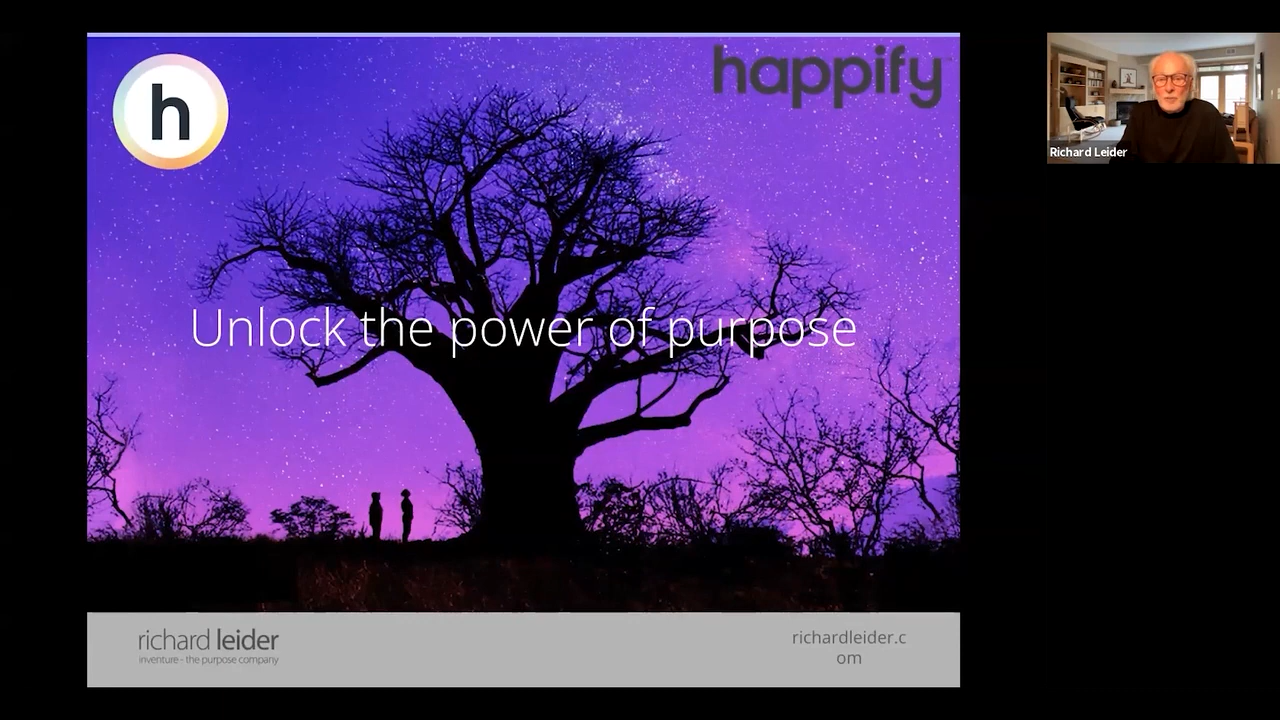 h
happify
Richard Leider
Unlock the power of purpose
richard leider
inventure - the purpose company
richardleider.c
om